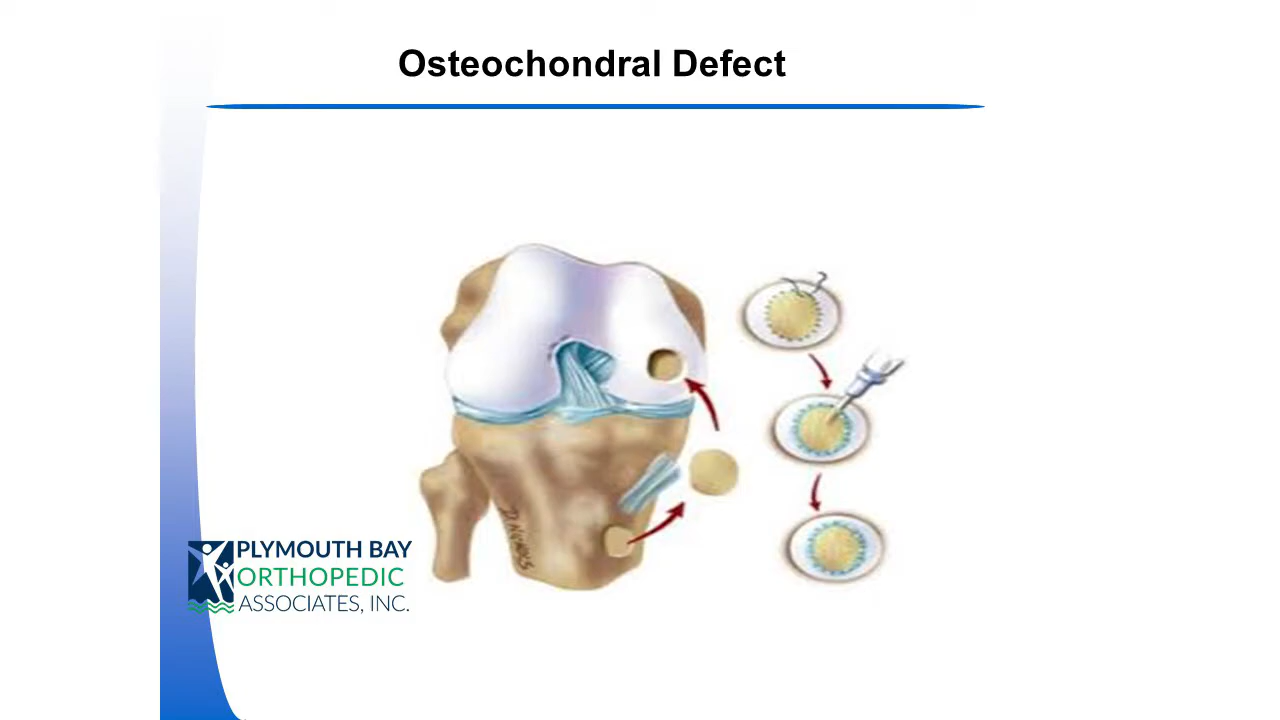 Osteochondral Defect
PLYMOUTH BAY
ORTHOPEDIC
ASSOCIATES, INC.